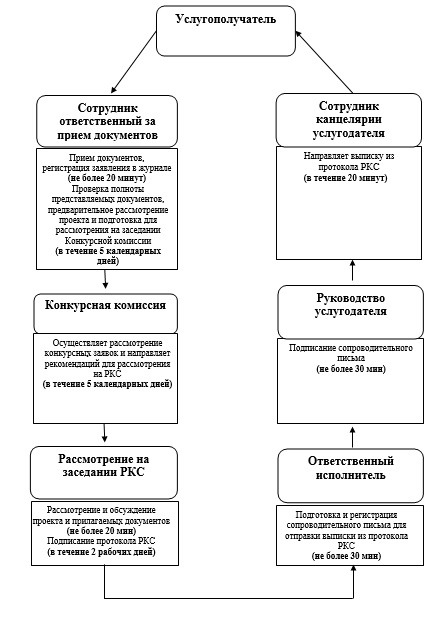 Услугополучатель
Сотрудник
ответственный за
прием документов
Прием документов,
регистрация заявления в журнале
(не более 20 минут)
Проверка полноты
представляемых документов,
предварительное рассмотрение
проекта и подготовка для
рассмотрения на заседании
Конкурсной комиссии
(в течение 5 календарных
дней)
Конкурсная комиссия
Осуществляет рассмотрение
конкурсных заявок и направляет
рекомендаций для рассмотрения
на РКС
(в течение 5 календарных дней)
Рассмотрение на
заседании РКС
Рассмотрение и обсуждение
проекта и прилагаемых документов
(не более 20 мин)
Подписание протокола РКС
(в течение 2 рабочих дней)
Ответственный
исполнитель
Подготовка и регистрация
сопроводительного письма для
отправки выписки из протокола
РКС
(не более 30 мин)
Руководство
услугодателя
Подписание сопроводительного
письма
(не более 30 мин)
Сотрудник
канцелярии
услугодателя
Направляет выписку из
протокола РКС
(в течение 20 минут)